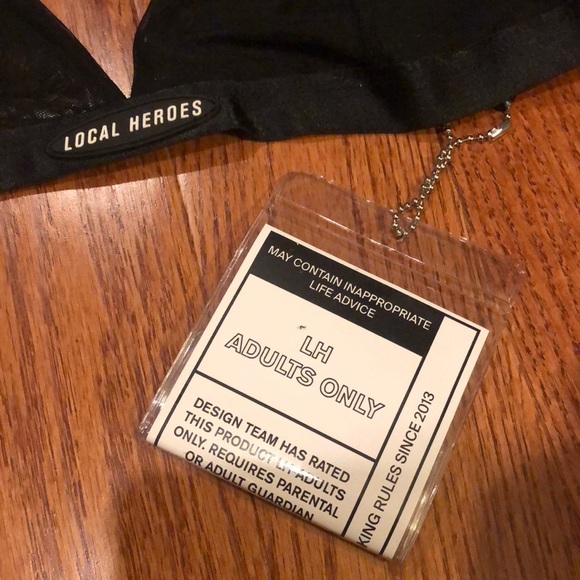 LOCAL HEROES
MAY CONTAIN INAPPROPRIATE
LIFE ADVICE
LH
ADULTS ONLY
DESIGN TEAM HAS RATED
THIS PRODUCT LH ADULTS
ONLY. REQUIRES PARENTAL
OR ADULT GUARDIAN
KING RULES SINCE 2013